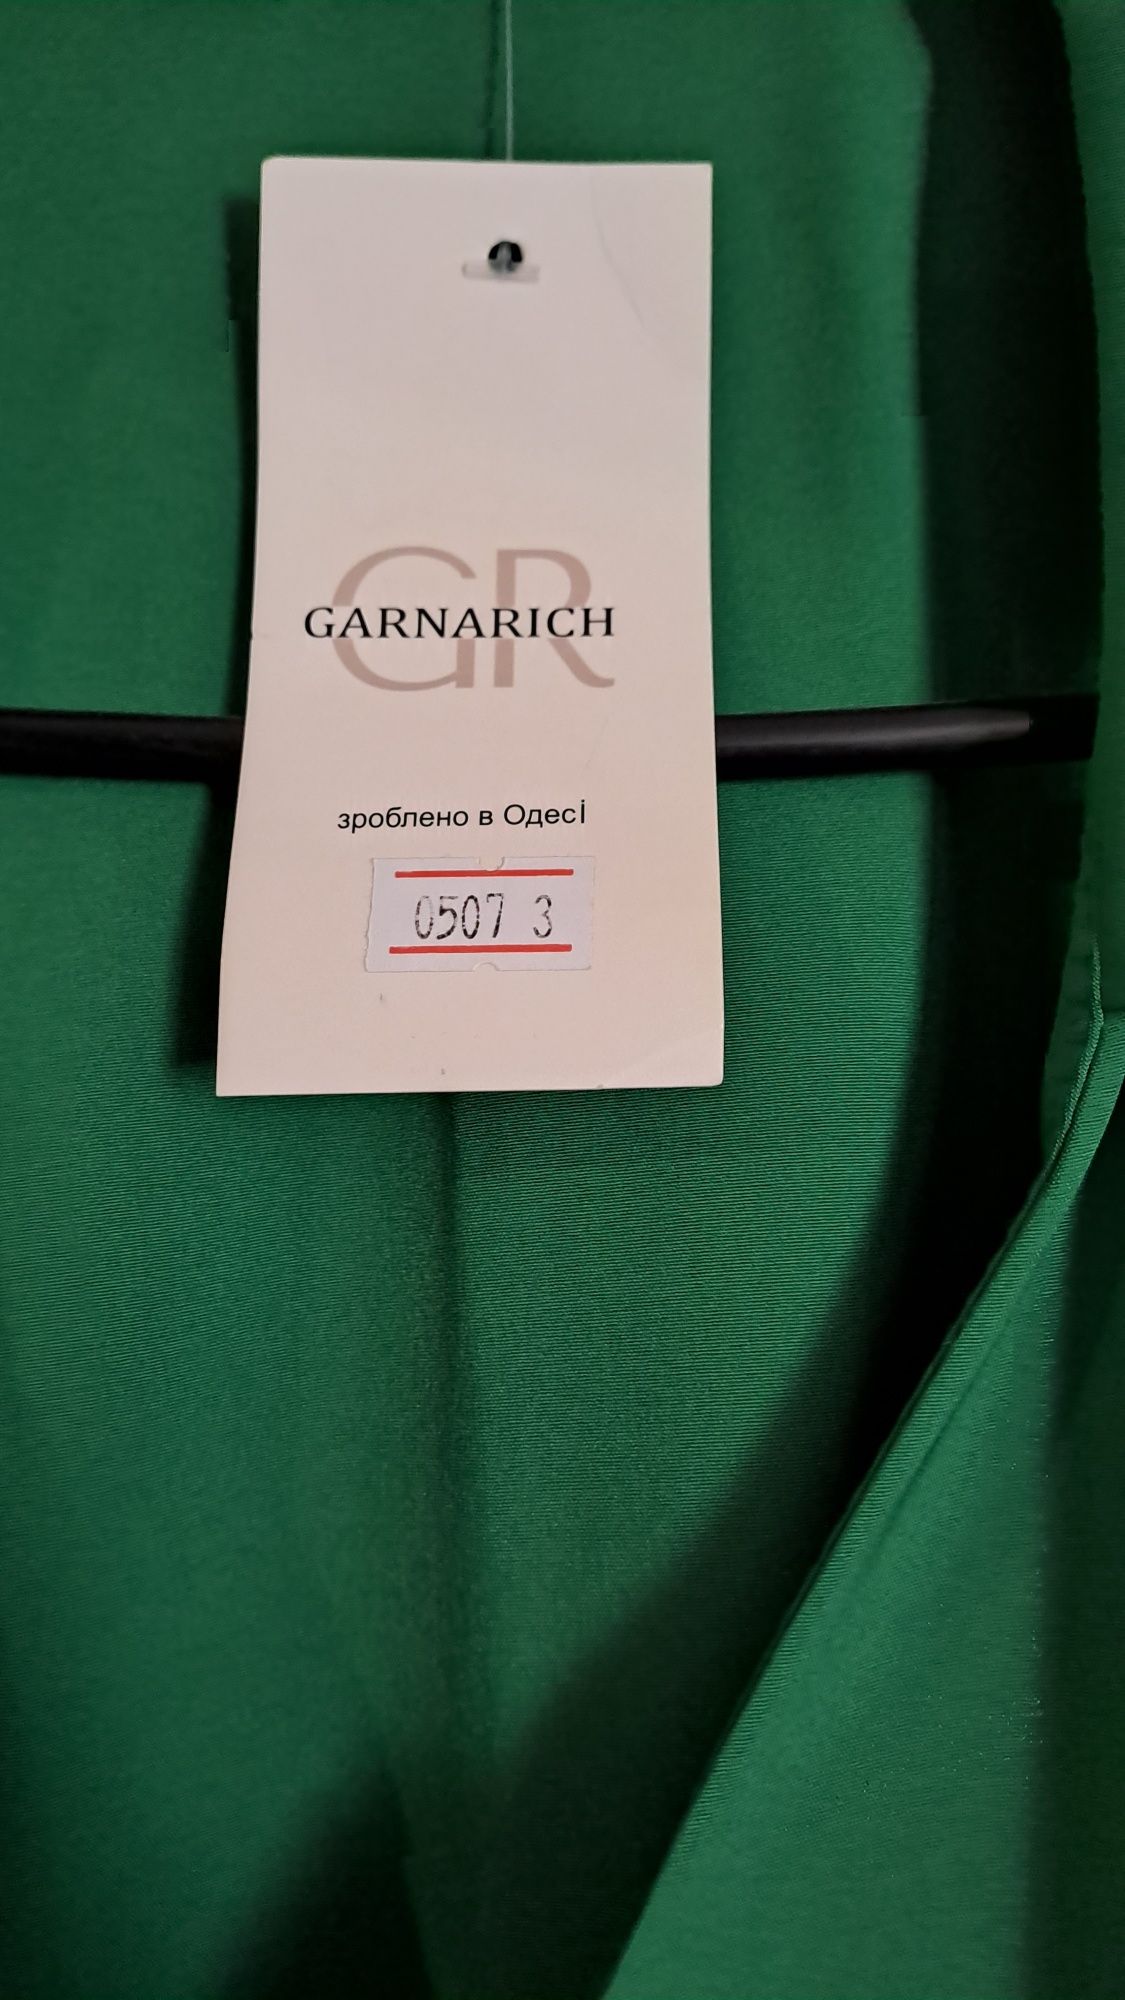 GR
GARNARICH
зроблено в Одесі
0507 3